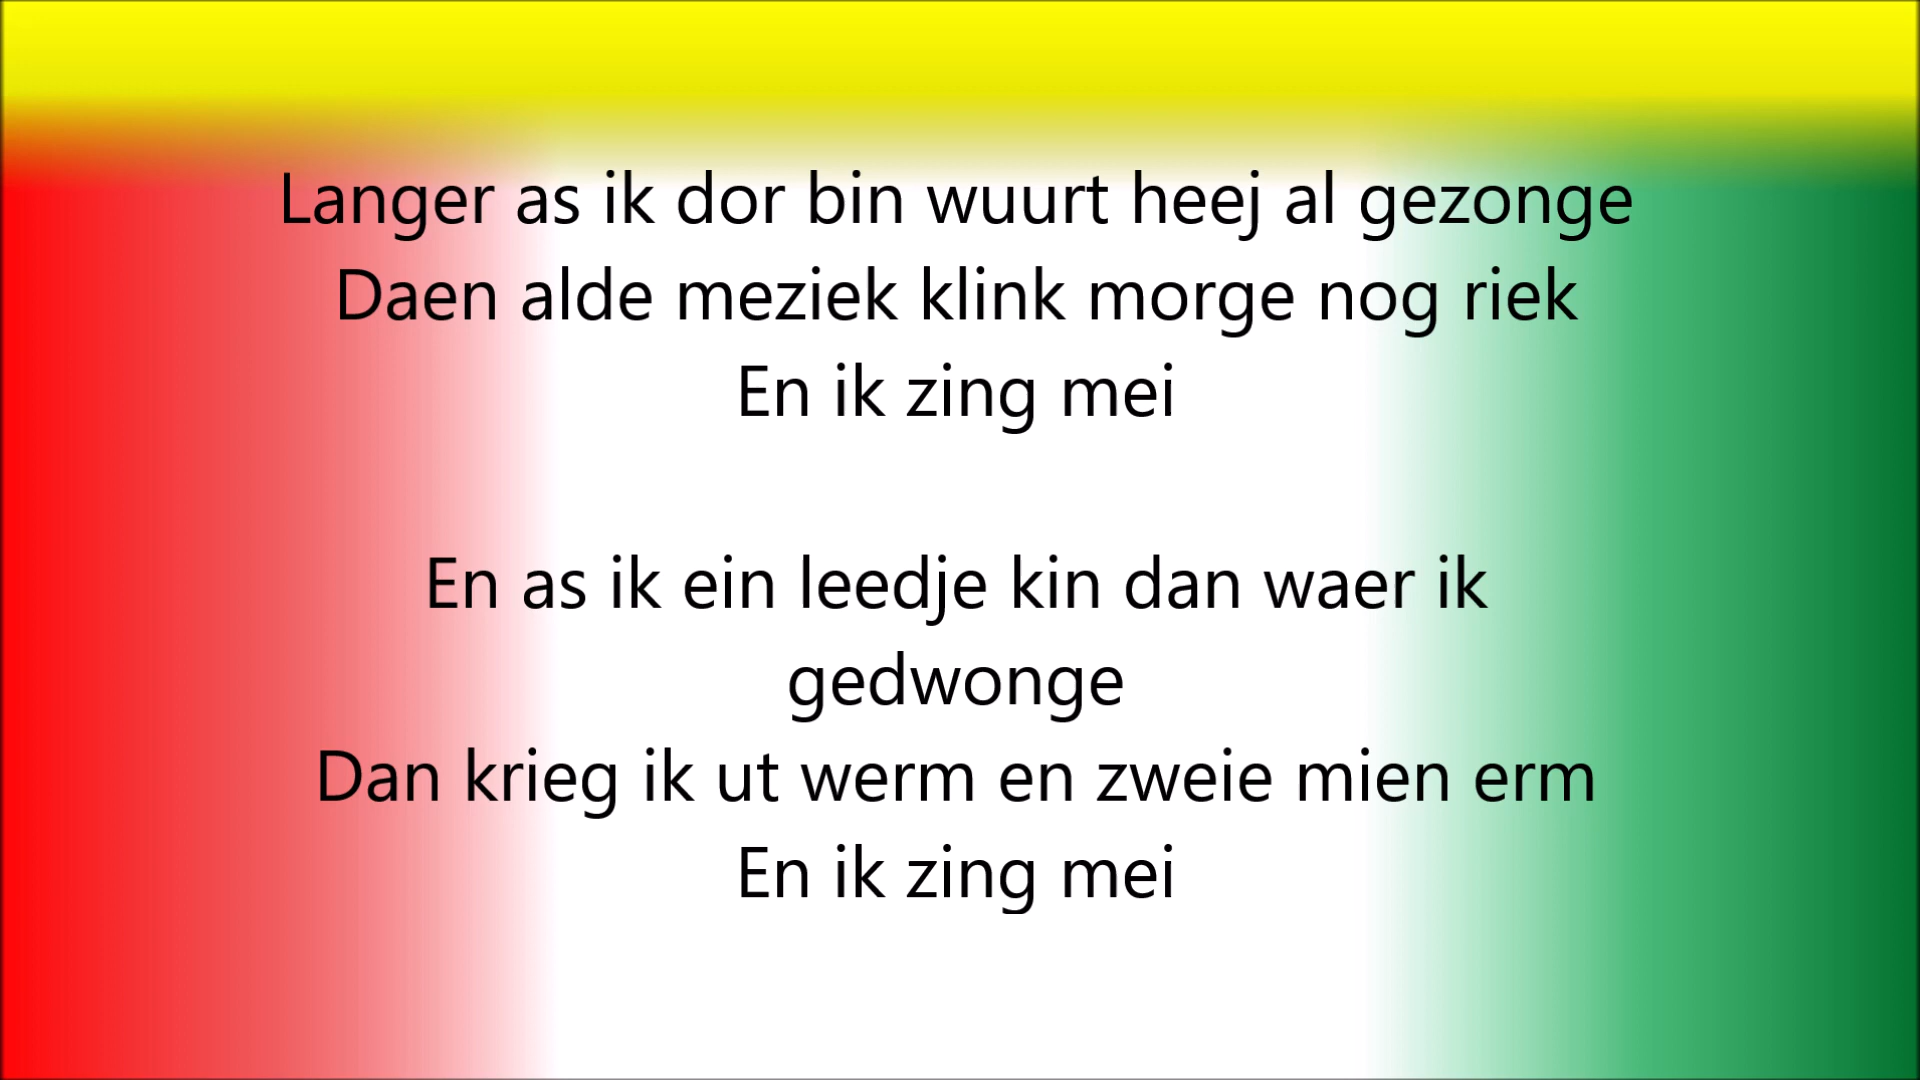 Langer as ik dor bin wuurt heej al gezonge
Daen alde meziek klink morge nog riek
En ik zing mei
En as ik ein leedje kin dan waer ik
gedwonge
Dan krieg ik ut werm en zweie mien erm
En ik zing mei